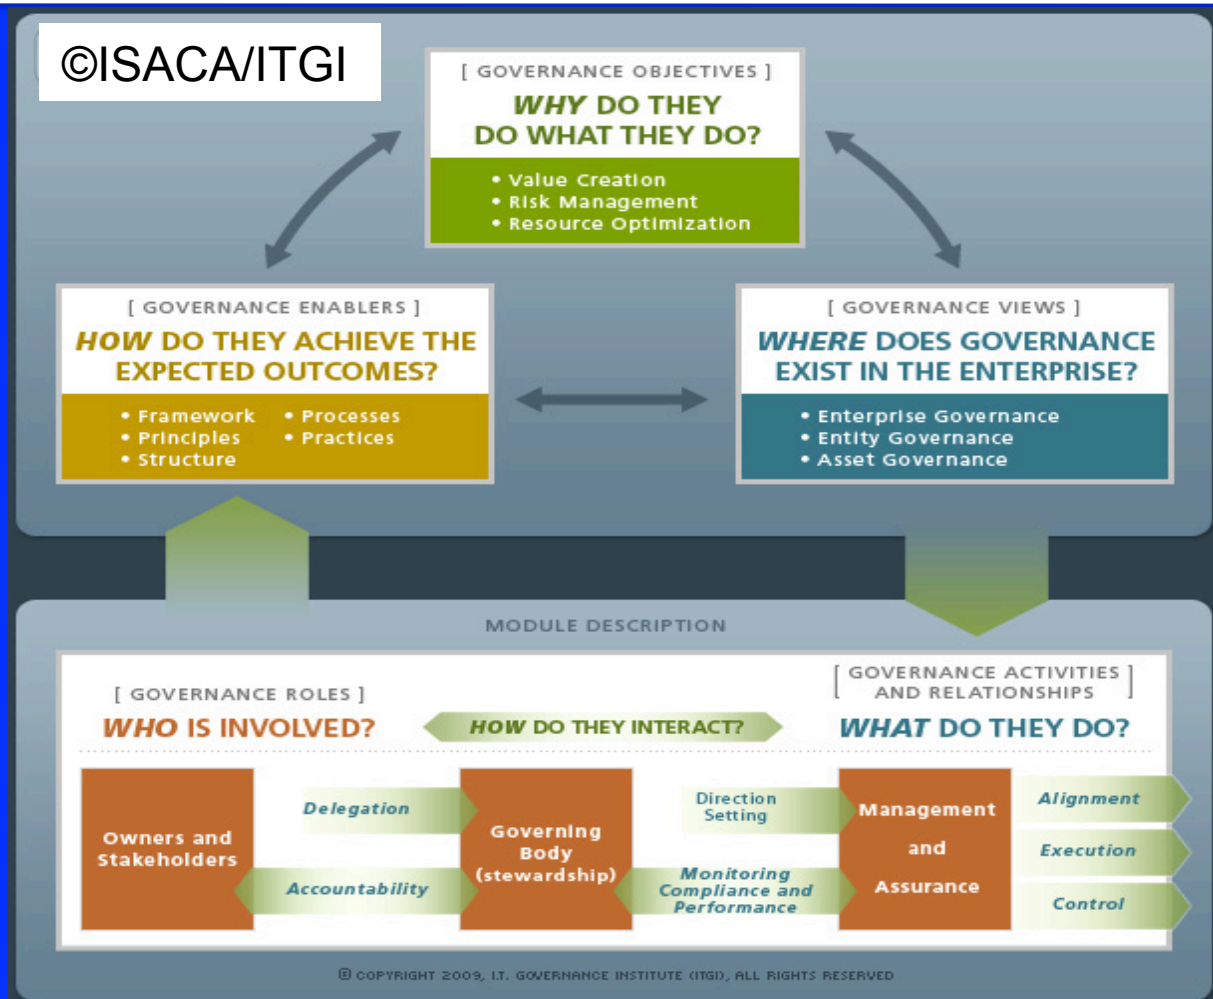 ©ISACA/ITGI
[ GOVERNANCE OBJECTIVES ]
WHY DO THEY
DO WHAT THEY DO?
• Value Creation
• Risk Management
• Resource Optimization
[ GOVERNANCE ENABLERS ]
HOW DO THEY ACHIEVE THE
EXPECTED OUTCOMES?
• Framework
• Principles
• Structure
• Processes
• Practices
[ GOVERNANCE VIEWS ]
WHERE DOES GOVERNANCE
EXIST IN THE ENTERPRISE?
• Enterprise Governance
• Entity Governance
• Asset Governance
MODULE DESCRIPTION
[ GOVERNANCE ROLES ]
WHO IS INVOLVED?
HOW DO THEY INTERACT?
[ GOVERNANCE ACTIVITIES
AND RELATIONSHIPS ]
WHAT DO THEY DO?
Owners and
Stakeholders
Delegation
Accountability
Governing
Body
(stewardship)
Direction
Setting
Monitoring
Compliance and
Performance
Management
and
Assurance
Alignment
Execution
Control
© COPYRIGHT 2009, I.T. GOVERNANCE INSTITUTE (ITGI), ALL RIGHTS RESERVED